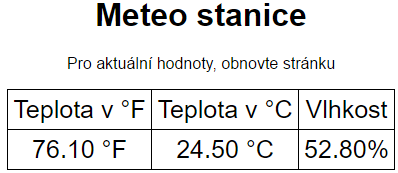 Meteo stanice
Pro aktuální hodnoty, obnovte stránku
Teplota v °F Teplota v °C Vlhkost
76.10 °F 24.50 °C 52.80%